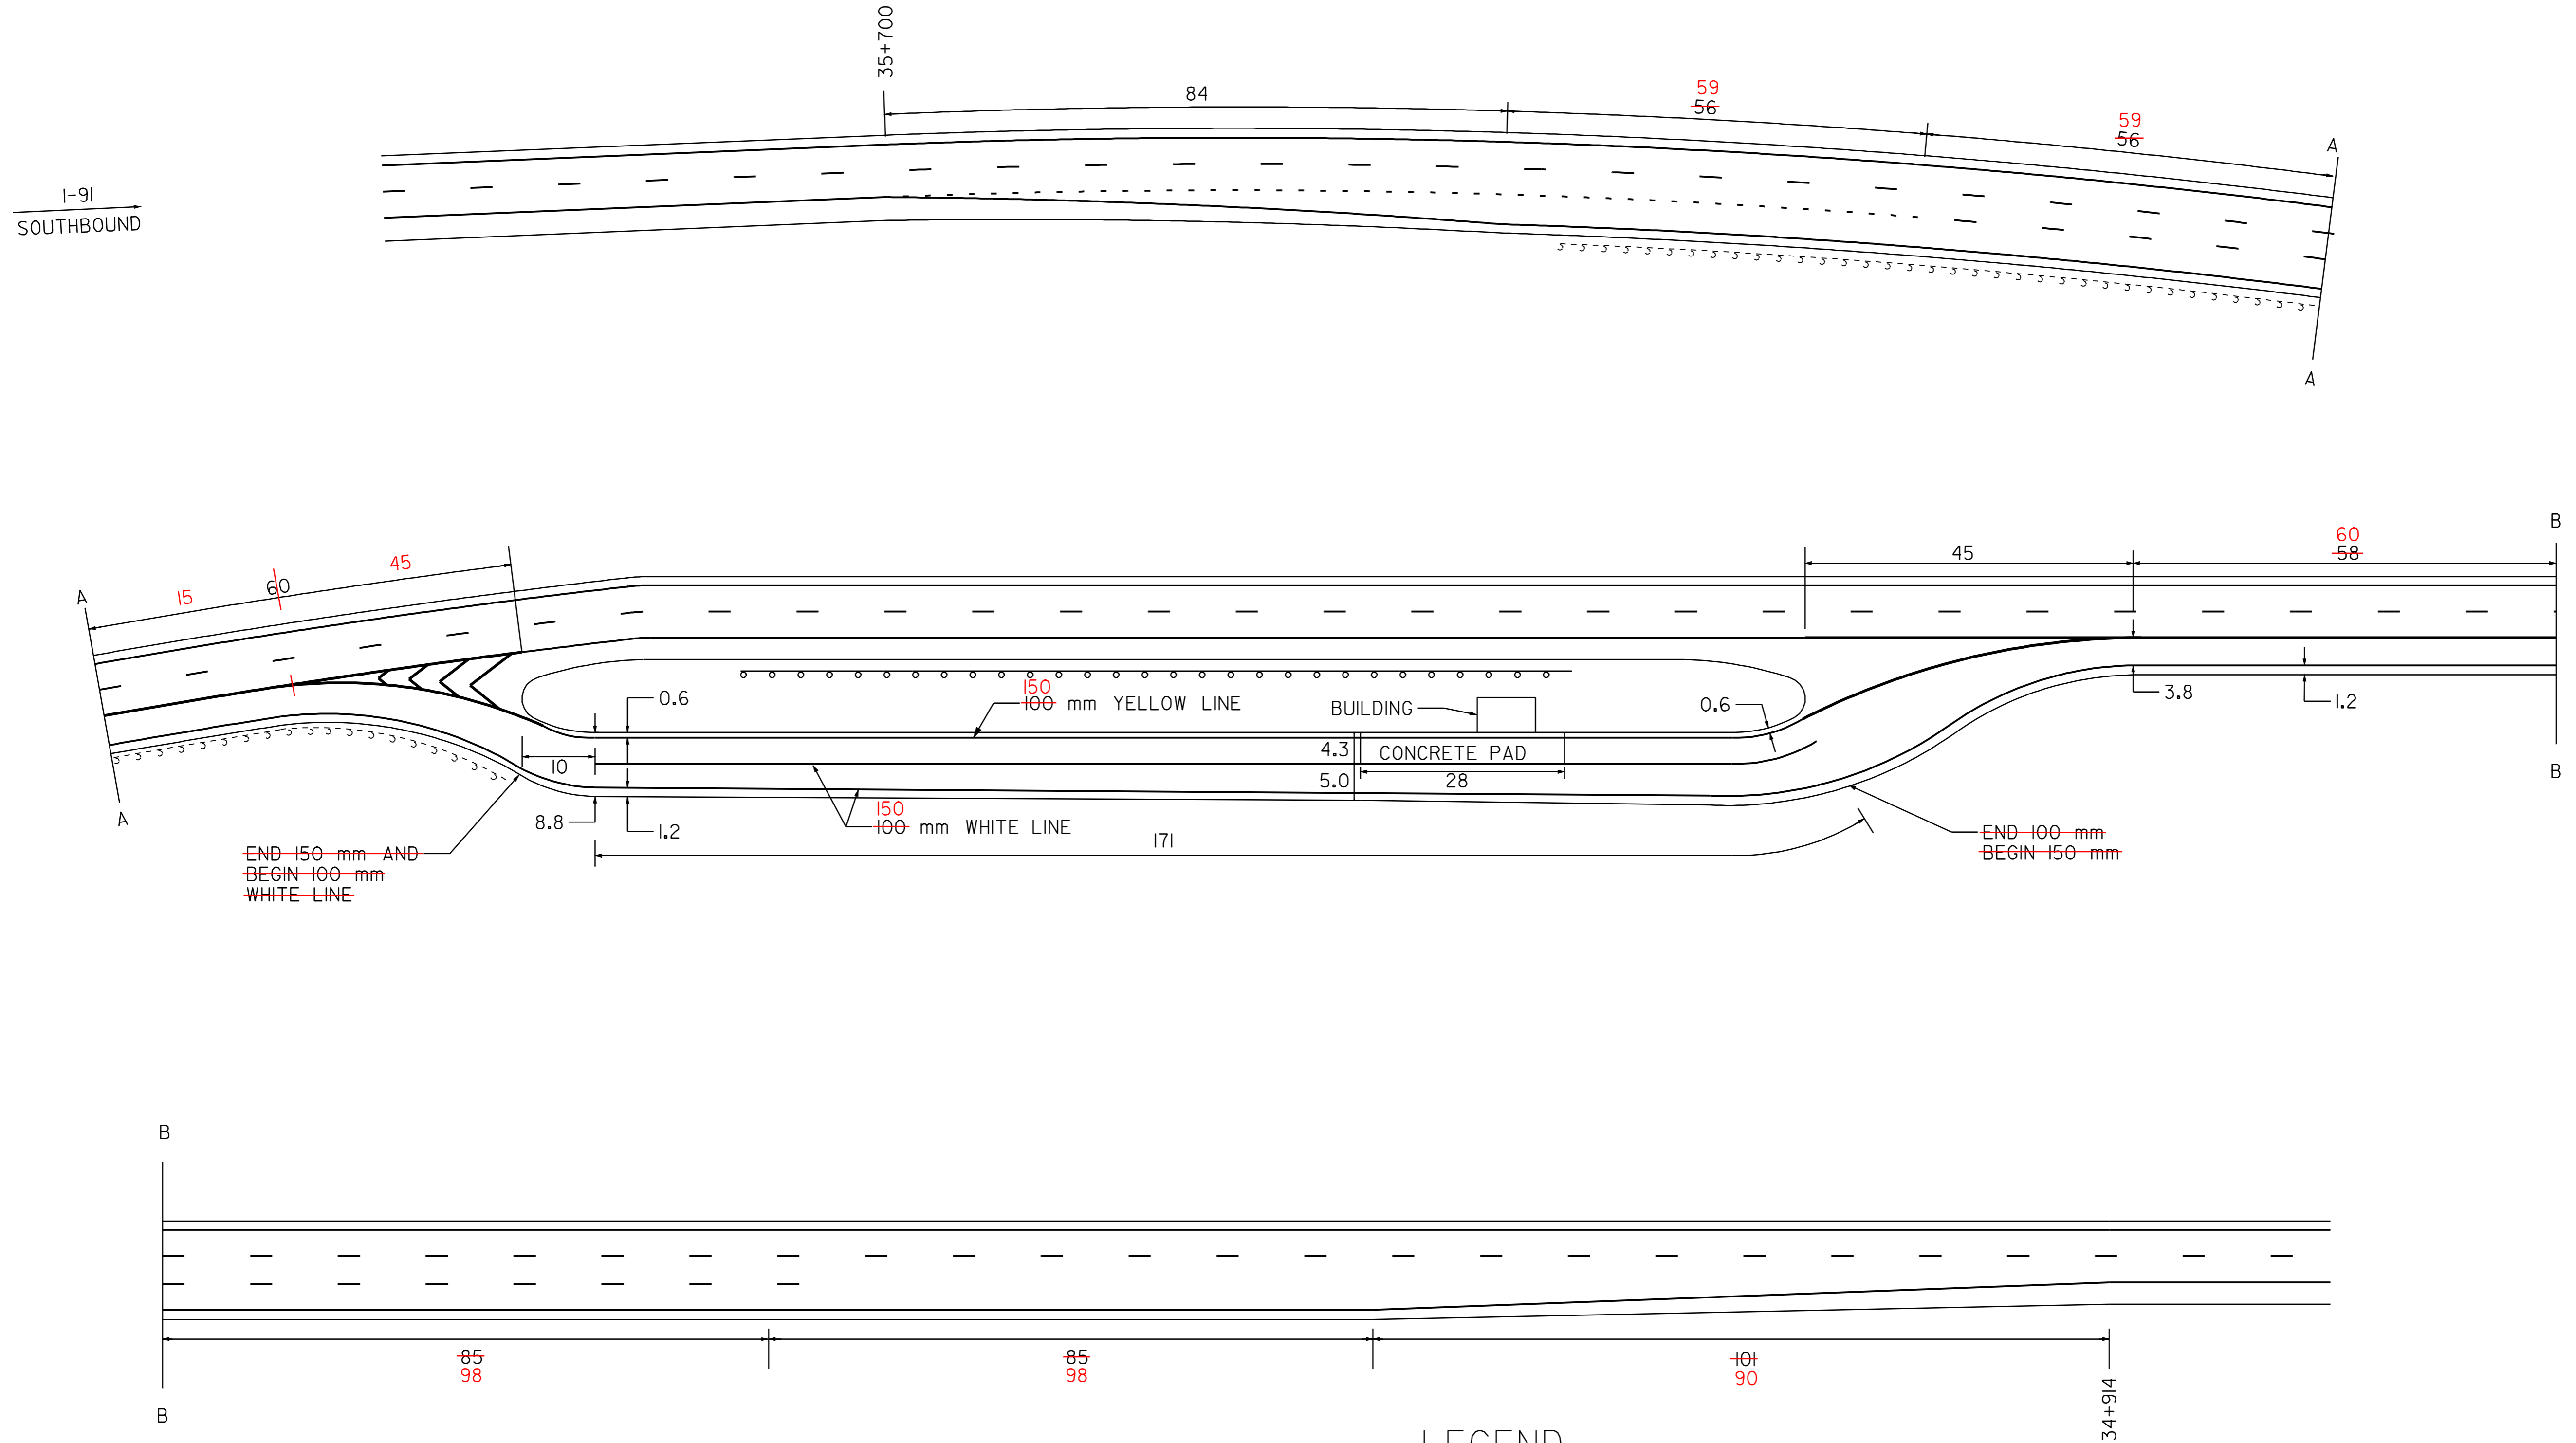 35+700
84
59
56
59
56
A
I-91
SOUTHBOUND
A
B
60
58
45
45
15
60
A
0.6
150
100 mm YELLOW LINE
BUILDING
0.6
3.8
1.2
4.3
CONCRETE PAD
10
5.0
28
B
150
100 mm WHITE LINE
8.8
1.2
A
171
END 150 mm AND
BEGIN 100 mm
WHITE LINE
END 100 mm
BEGIN 150 mm
B
85
98
85
98
101
90
34+914
B
LEGEND